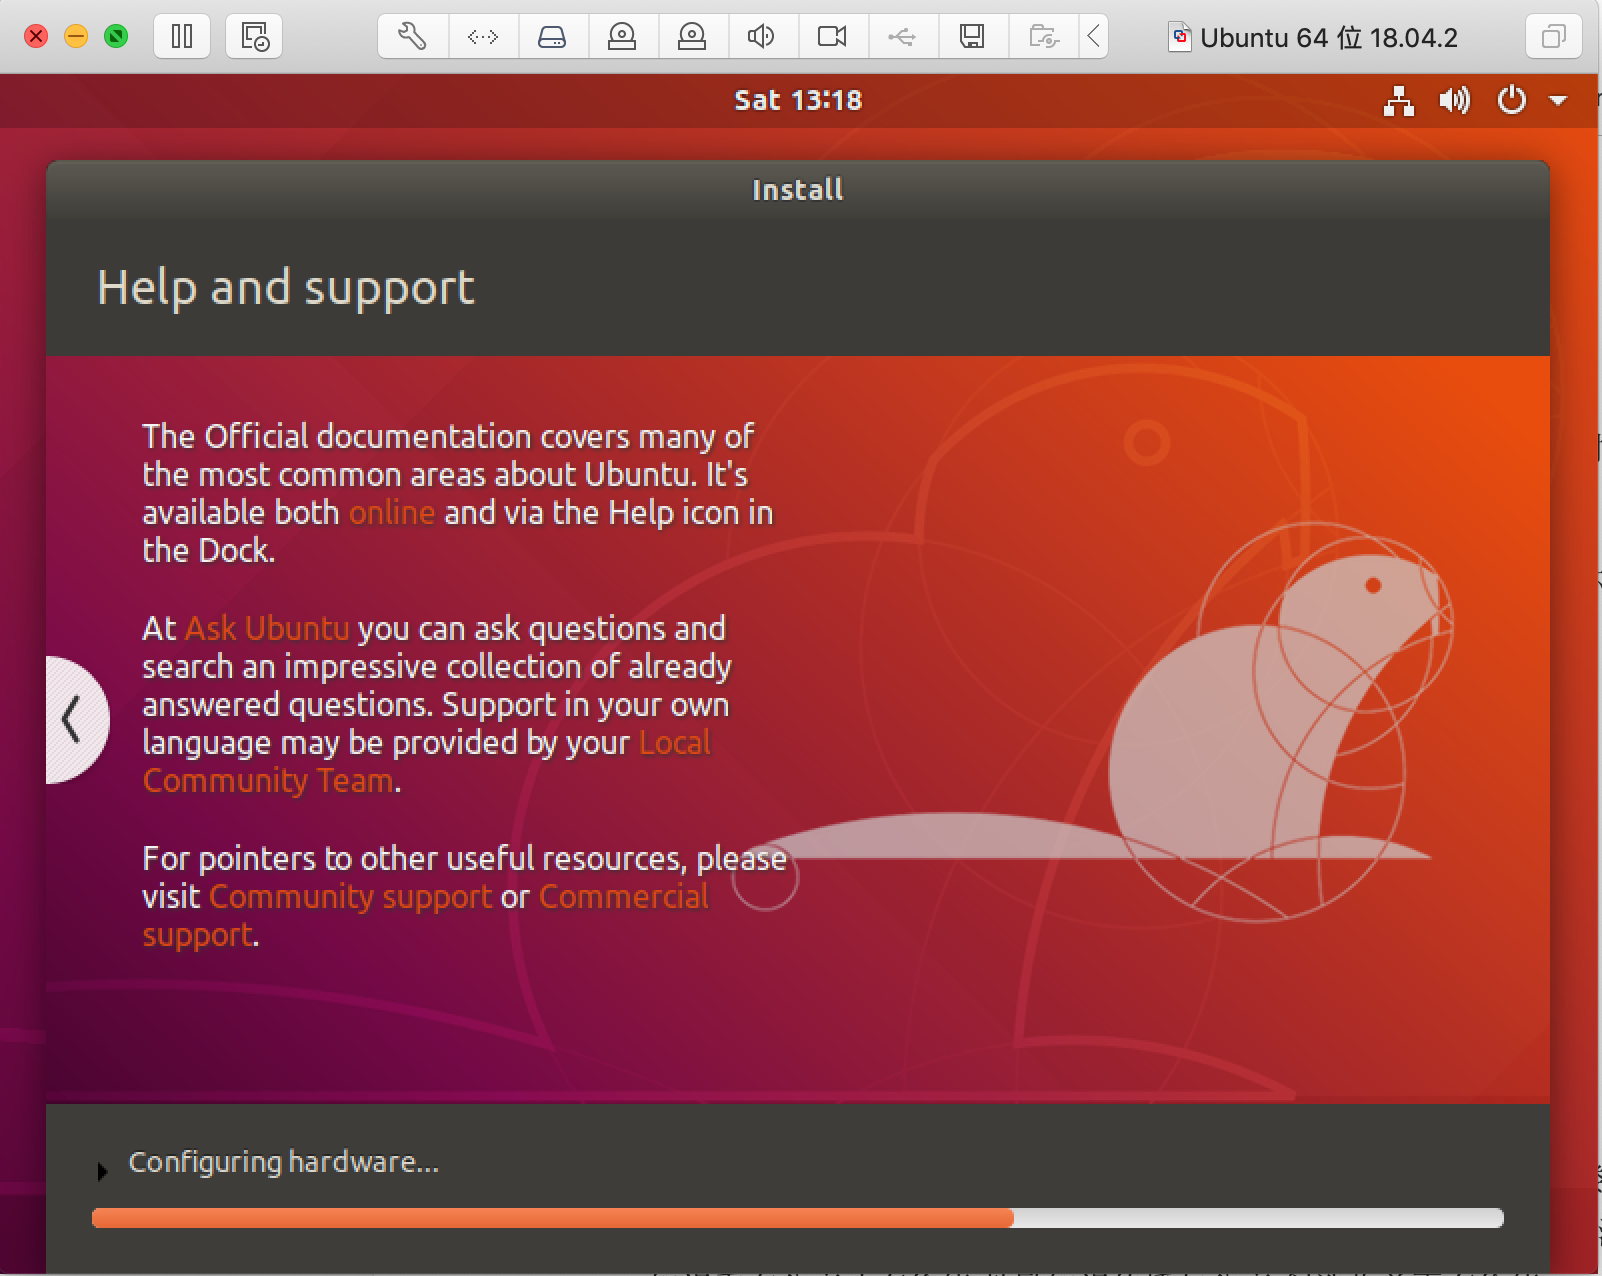 Ubuntu 64 位 18.04.2
Sat 13:18
Install
Help and support
The Official documentation covers many of
the most common areas about Ubuntu. It's
available both online and via the Help icon in
the Dock.
At Ask Ubuntu you can ask questions and
search an impressive collection of already
answered questions. Support in your own
language may be provided by your Local
Community Team.
For pointers to other useful resources, please
visit Community support or Commercial
support.
Configuring hardware...